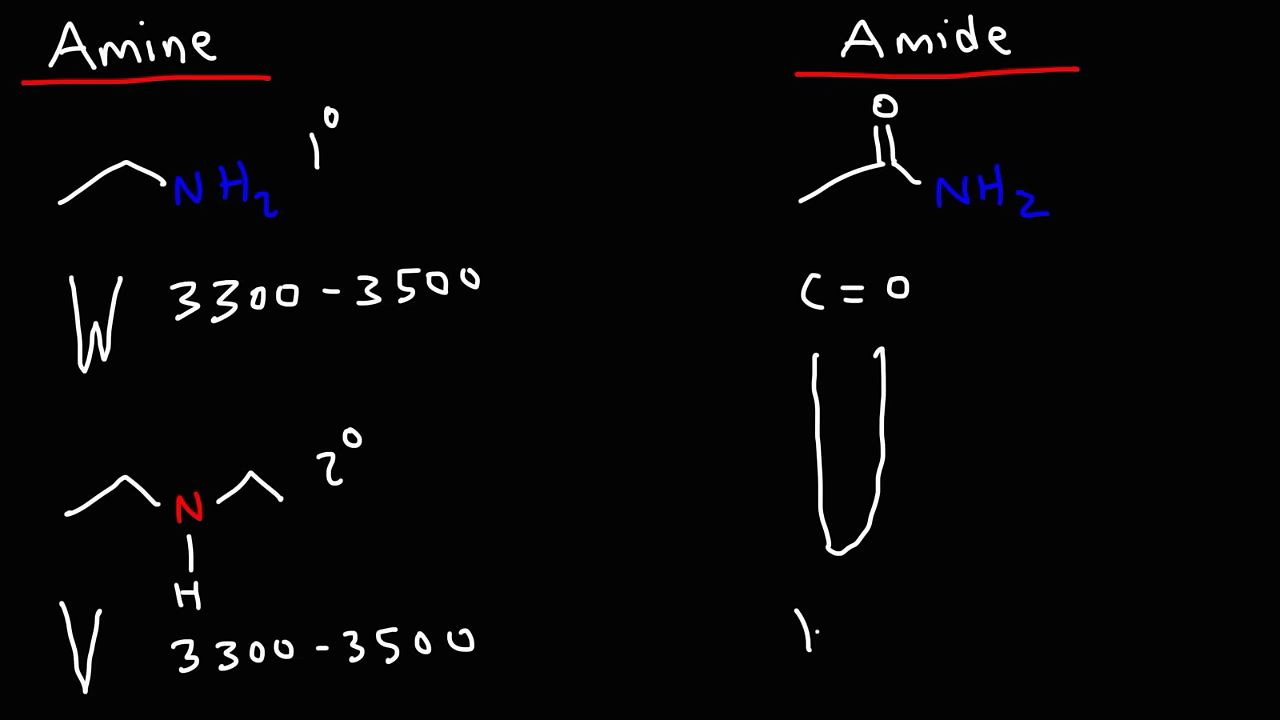 Amine
1°
NH2
3300 - 3500
2°
N
H
3300 - 3500
Amide
O
NH2
C = O